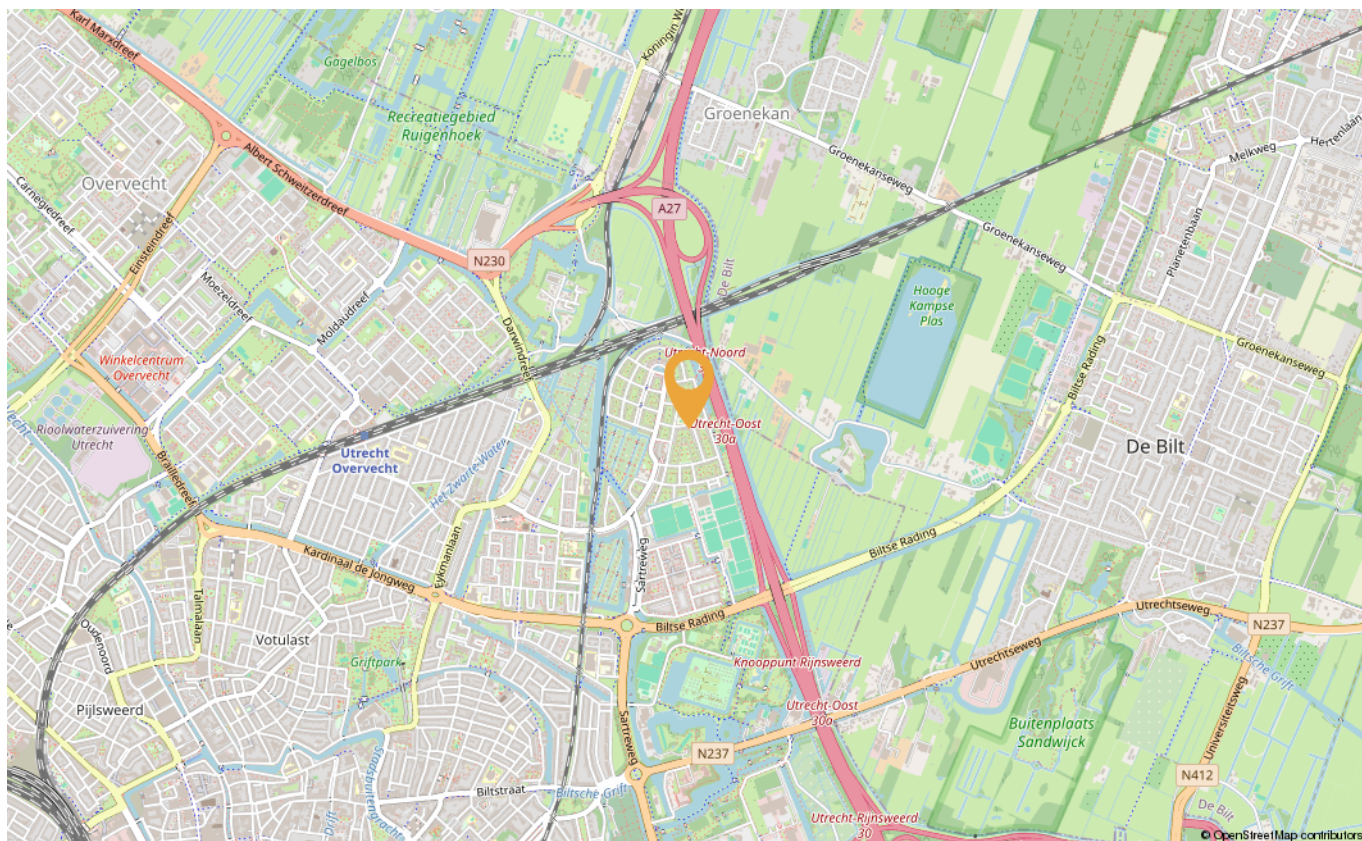 Karl Marxdreef
Gagelbos
Koningin W
Recreatiegebied
Ruigenhoek
Groenekan
Groenekanseweg
Melkweg
Hertenlaan
Overvecht
Albert Schweitzerdreef
Carnegiedreef
Einsteindreef
A27
Planetenbaan
Groenekanseweg
N230
De Bilt
Moezeldreef
Moldaudreef
Hooge
Kampse
Plas
Darwindreef
Winkelcentrum
Overvecht
Utrecht-Noord
Groenekanseweg
Biltse Rading
Rioolwaterzuivering
Utrecht
Utrecht-Oost
30a
De Bilt
Utrecht
Overvecht
Brailledreef
Het Zwarte Water
Kardinaal de Jongweg
Eykmanlaan
Sartreweg
Biltse Rading
Talmalaan
Oudenoord
Votulast
Biltse Rading
Utrechtseweg
N237
Griftpark
Knooppunt Rijnsweerd
Utrechtseweg
Biltsche Grift
Pijlsweerd
Utrecht-Oost
30a
Buitenplaats
Sandwijck
Universiteitsweg
Sartreweg
N237
Stadsbuitengracht
N412
Biltstraat
Biltsche Grift
Drift
De Bilt
Utrecht-Rijnsweerd
30
© OpenStreetMap contributors